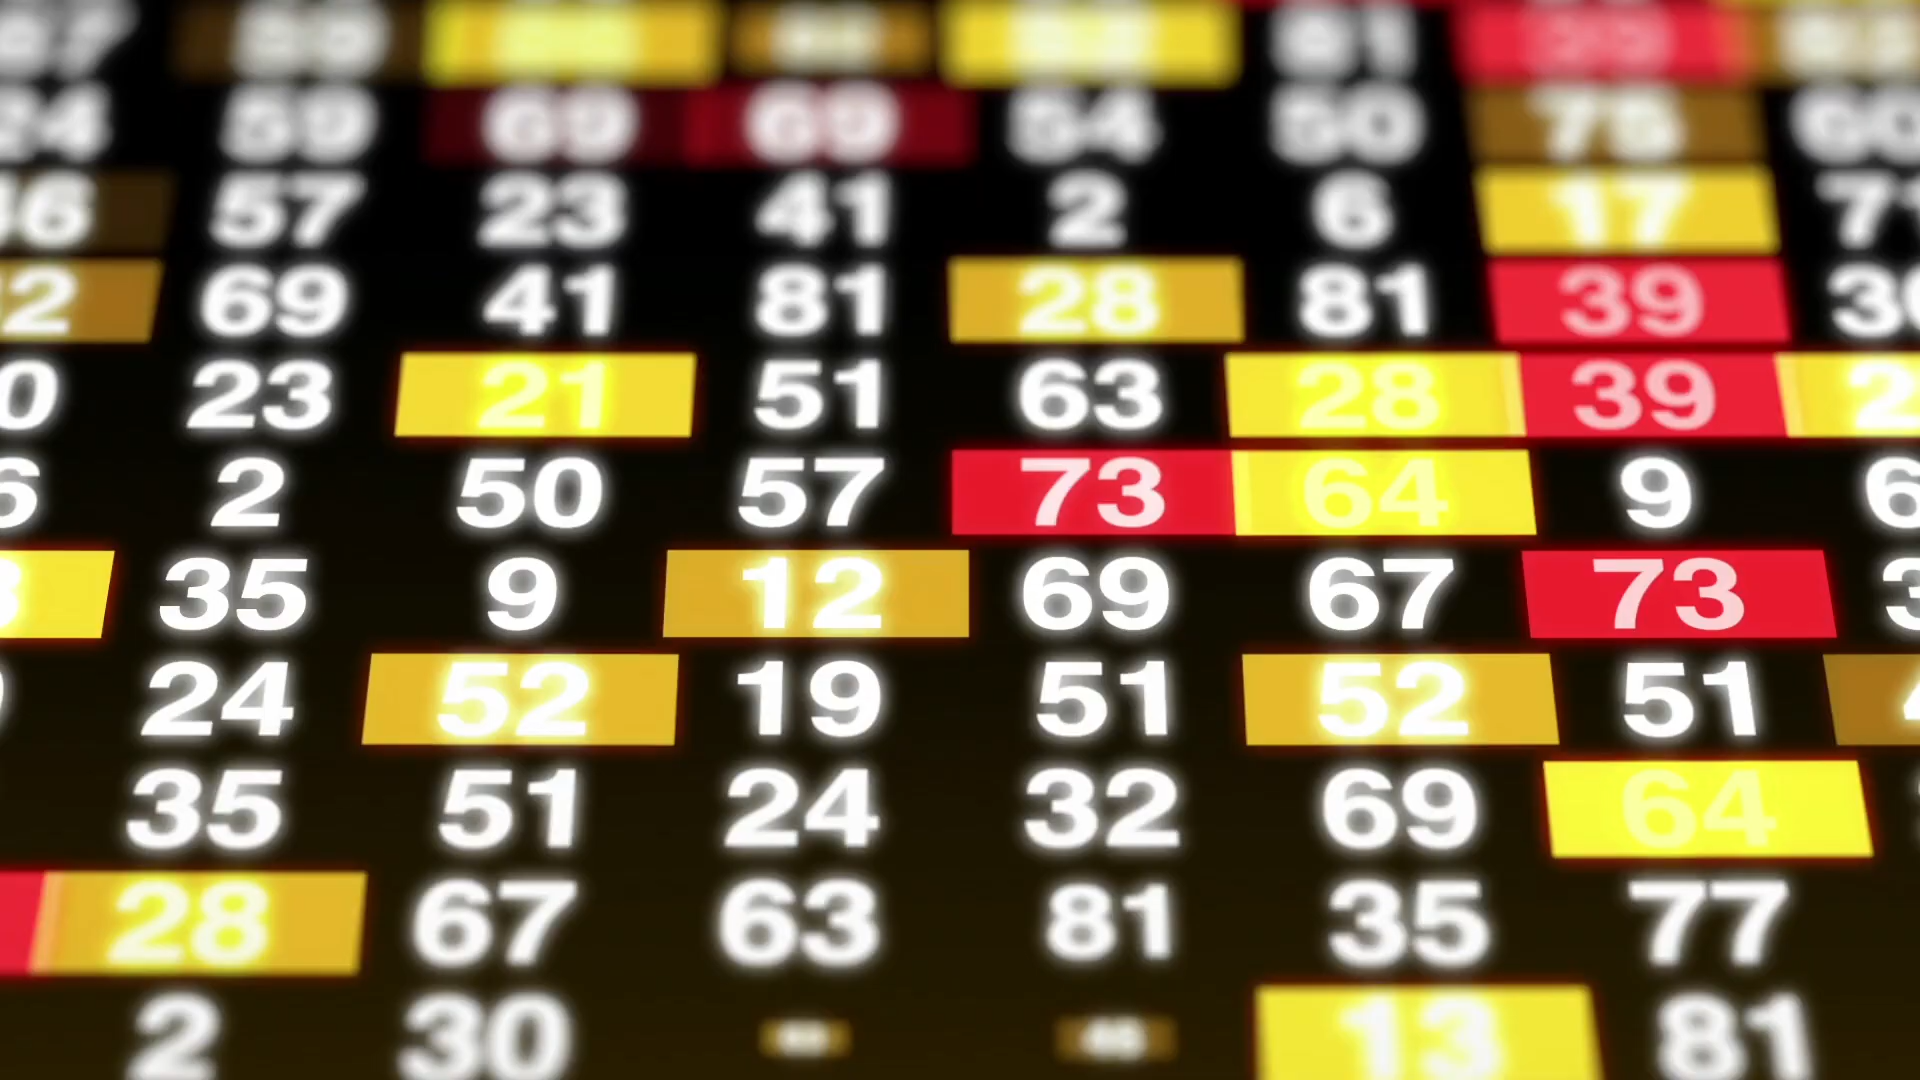 59 61
24 59 69 69 54 50 75
57 23 41 2 6 17
69 41 81 28 81 39
23 21 51 63 28 39
2 50 57 73 64 9
35 9 12 69 67 73
24 52 19 51 52 51
35 51 24 32 69 64
28 67 63 81 35 77
2 30 13 81